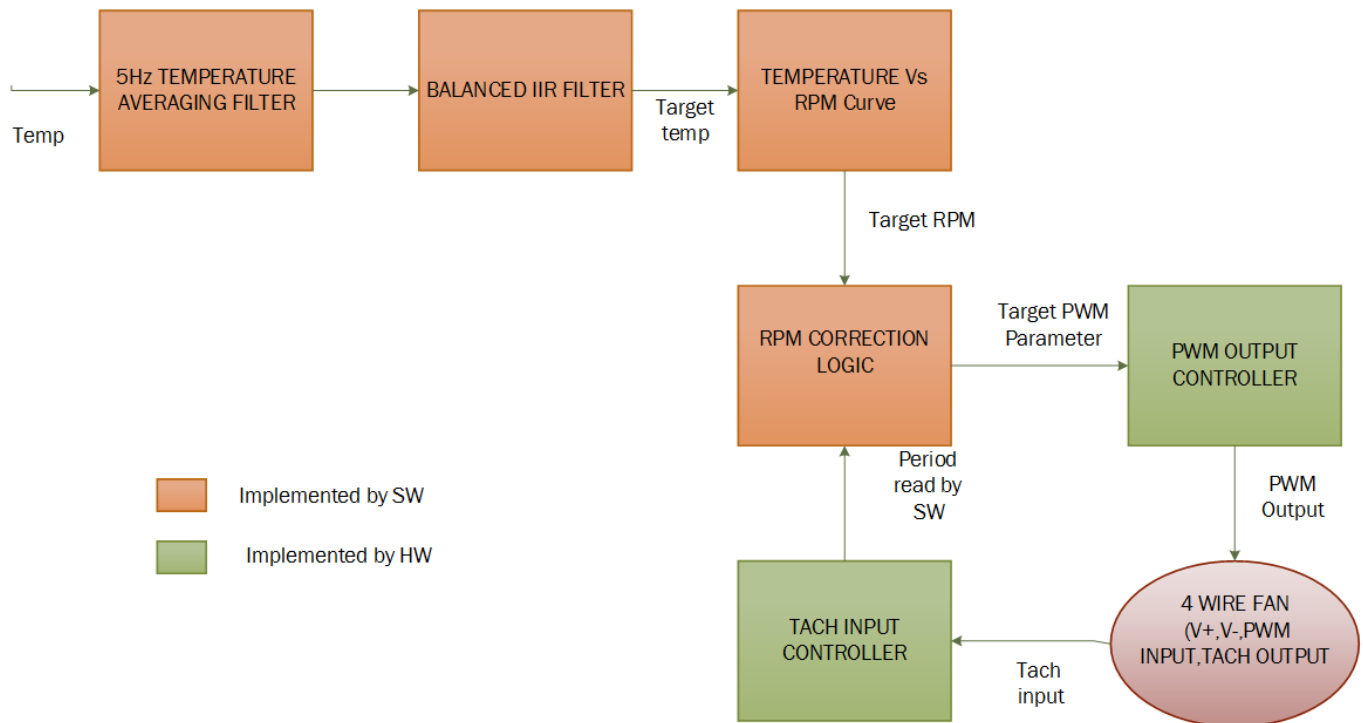 5Hz TEMPERATURE
AVERAGING FILTER
BALANCED IIR FILTER
TEMPERATURE Vs
RPM Curve
Temp
Target
temp
Target RPM
RPM CORRECTION
LOGIC
Target PWM
Parameter
PWM OUTPUT
CONTROLLER
Period
read by
SW
PWM
Output
Implemented by SW
Implemented by HW
TACH INPUT
CONTROLLER
Tach
input
4 WIRE FAN
(V+,V-,PWM
INPUT,TACH OUTPUT